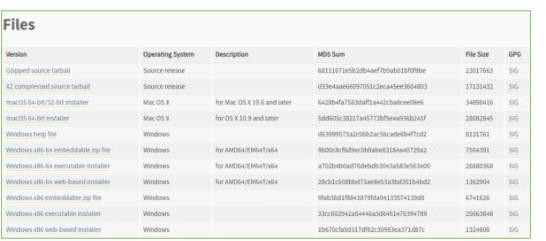 Files
Version Operating System Description MD5 Sum File Size GPG
Gzipped source tarball Source release 68111671e5b2db4aef7b9ab01bf0f9be 23017663 SIG
XZ compressed source tarball Source release d33e4aae66097051c2eca45ee3604803 17131432 SIG
macOS 64-bit/32-bit installer Mac OS X for Mac OS X 10.6 and later 6428b4fa7583daff1a442cba8cee08e6 34898416 SIG
macOS 64-bit installer Mac OS X for OS X 10.9 and later 5dd605c38217a45773bf5e4a936b241f 28082845 SIG
Windows help file Windows d63999573a2c06b2ac56cade6b4f7cd2 8131761 SIG
Windows x86-64 embeddable zip file Windows for AMD64/EM64T/x64 9b00c8cf6d9ec0b9abe83184a40729a2 7504391 SIG
Windows x86-64 executable installer Windows for AMD64/EM64T/x64 a702b4b0ad76debdb3043a583e563400 26680368 SIG
Windows x86-64 web-based installer Windows for AMD64/EM64T/x64 28cb1c608bbd73ae8e53a3bd351b4bd2 1362904 SIG
Windows x86 embeddable zip file Windows 9fab3b81f8841879fda94133574139d8 6741626 SIG
Windows x86 executable installer Windows 33cc602942a54446a3d6451476394789 25663848 SIG
Windows x86 web-based installer Windows 1b670cfa5d317df82c30983ea371d87c 1324608 SIG